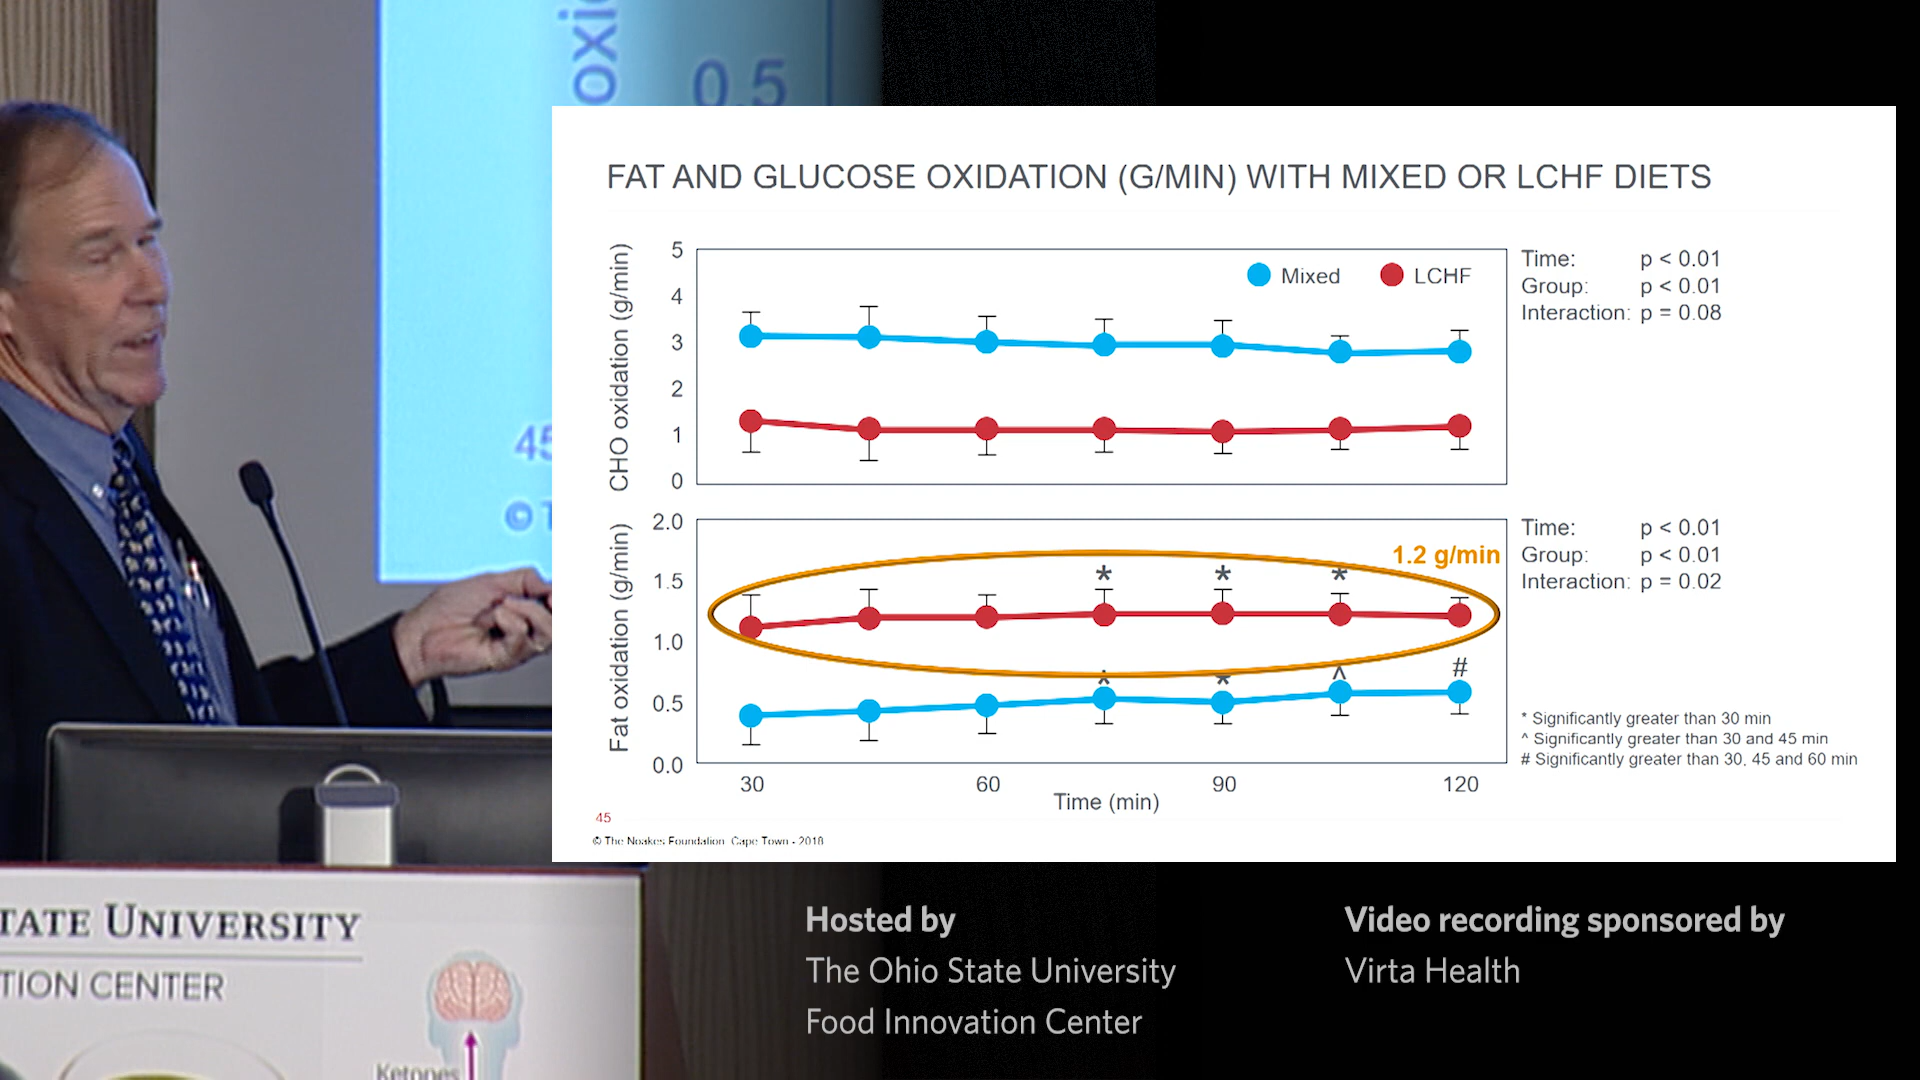 oxi
0.5
45
©
FAT AND GLUCOSE OXIDATION (G/MIN) WITH MIXED OR LCHF DIETS
CHO oxidation (g/min)
5
4
3
2
1
0
Mixed
LCHF
Time: p < 0.01
Group: p < 0.01
Interaction: p = 0.08
Fat oxidation (g/min)
2.0
1.5
1.0
0.5
0.0
1.2 g/min
* * *
* * ^ #
30 60 90 120
Time (min)
Time: p < 0.01
Group: p < 0.01
Interaction: p = 0.02
* Significantly greater than 30 min
^ Significantly greater than 30 and 45 min
# Significantly greater than 30, 45 and 60 min
45
© The Noakes Foundation, Cape Town - 2018
TATE UNIVERSITY
TION CENTER
Ketones
Hosted by
The Ohio State University
Food Innovation Center
Video recording sponsored by
Virta Health